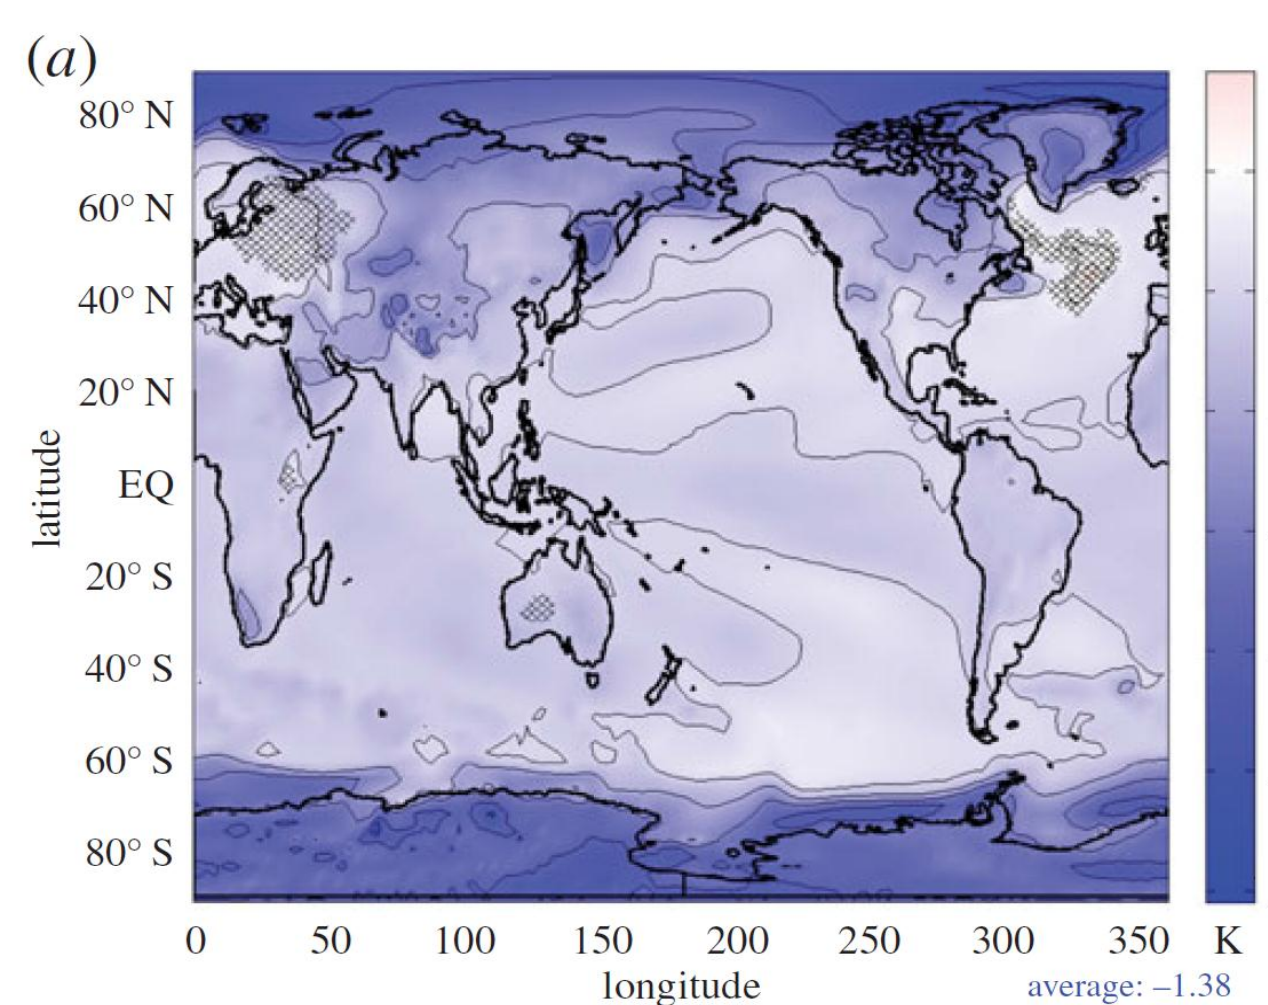 (a)
80° N
60° N
40° N
20° N
EQ
20° S
40° S
60° S
80° S
latitude
0 50 100 150 200 250 300 350 K
longitude
average: –1.38